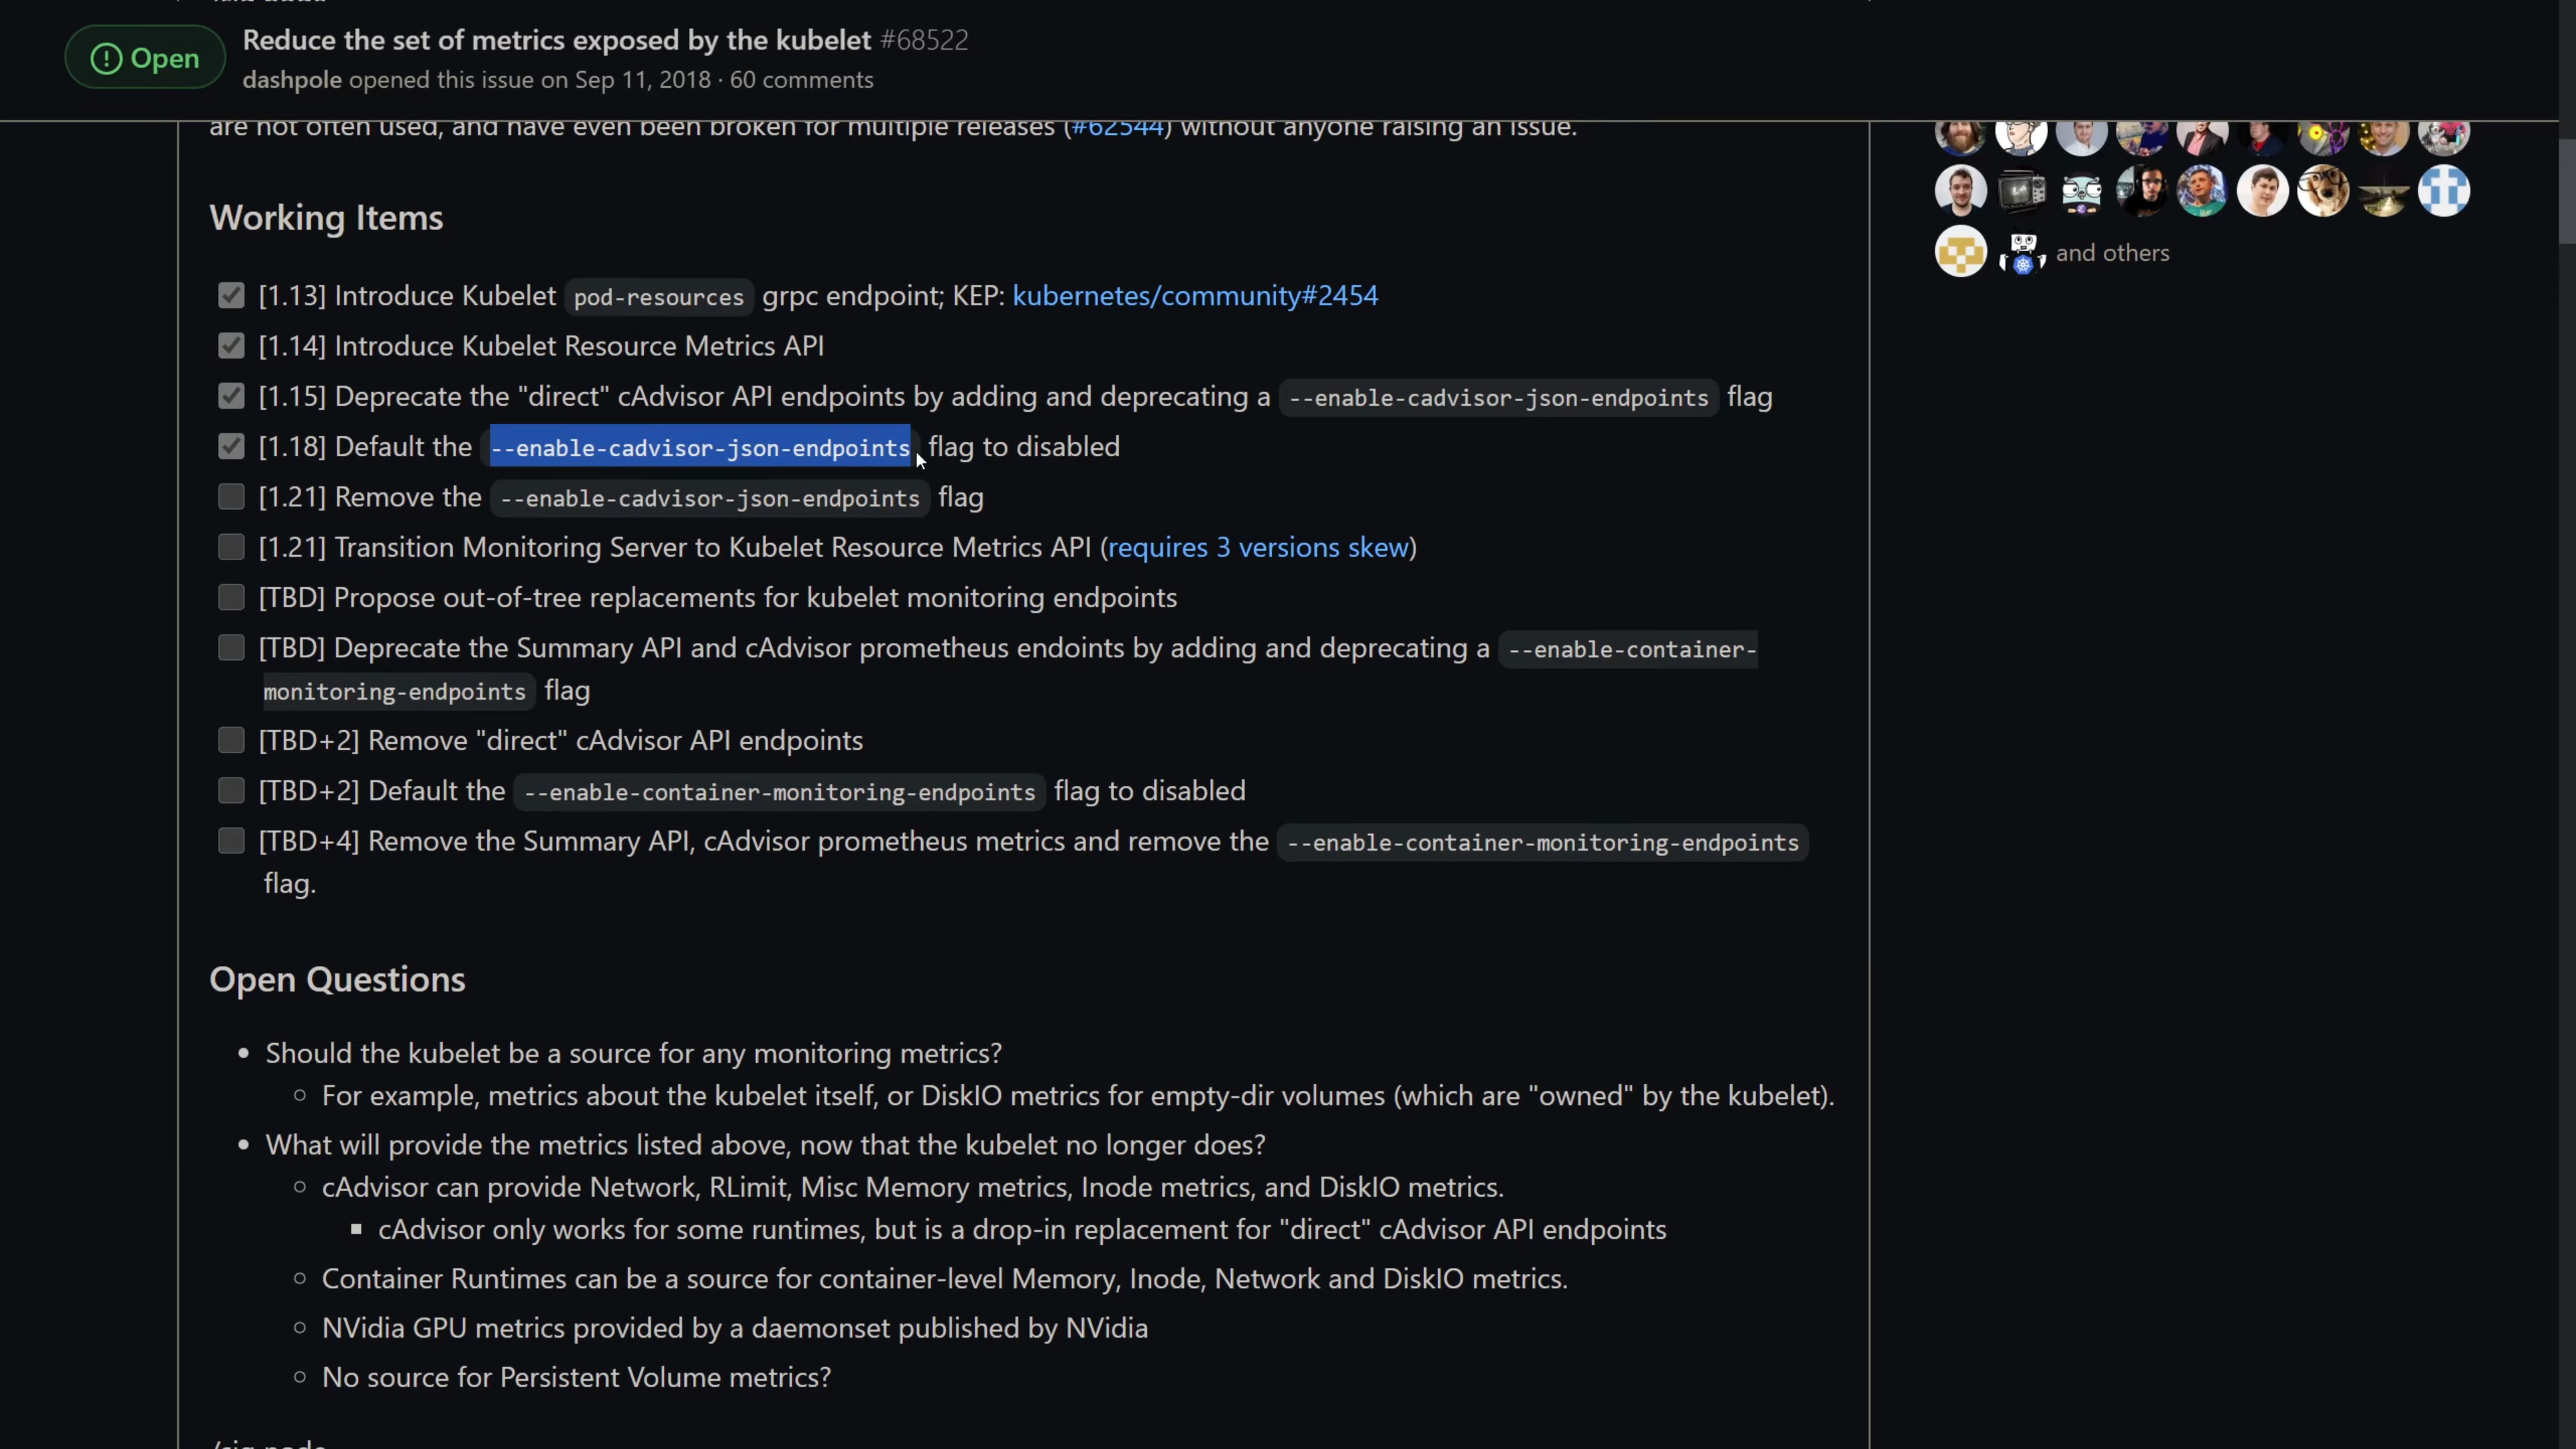 Open
Reduce the set of metrics exposed by the kubelet #68522
dashpole opened this issue on Sep 11, 2018 · 60 comments
are not often used, and have even been broken for multiple releases (#62544) without anyone raising an issue.
and others
Working Items
[1.13] Introduce Kubelet pod-resources grpc endpoint; KEP: kubernetes/community#2454
[1.14] Introduce Kubelet Resource Metrics API
[1.15] Deprecate the "direct" cAdvisor API endpoints by adding and deprecating a --enable-cadvisor-json-endpoints flag
[1.18] Default the --enable-cadvisor-json-endpoints flag to disabled
[1.21] Remove the --enable-cadvisor-json-endpoints flag
[1.21] Transition Monitoring Server to Kubelet Resource Metrics API (requires 3 versions skew)
[TBD] Propose out-of-tree replacements for kubelet monitoring endpoints
[TBD] Deprecate the Summary API and cAdvisor prometheus endoints by adding and deprecating a --enable-container-
monitoring-endpoints flag
[TBD+2] Remove "direct" cAdvisor API endpoints
[TBD+2] Default the --enable-container-monitoring-endpoints flag to disabled
[TBD+4] Remove the Summary API, cAdvisor prometheus metrics and remove the --enable-container-monitoring-endpoints
flag.
Open Questions
• Should the kubelet be a source for any monitoring metrics?
○ For example, metrics about the kubelet itself, or DiskIO metrics for empty-dir volumes (which are "owned" by the kubelet).
• What will provide the metrics listed above, now that the kubelet no longer does?
○ cAdvisor can provide Network, RLimit, Misc Memory metrics, Inode metrics, and DiskIO metrics.
▪ cAdvisor only works for some runtimes, but is a drop-in replacement for "direct" cAdvisor API endpoints
○ Container Runtimes can be a source for container-level Memory, Inode, Network and DiskIO metrics.
○ NVidia GPU metrics provided by a daemonset published by NVidia
○ No source for Persistent Volume metrics?
/sig node